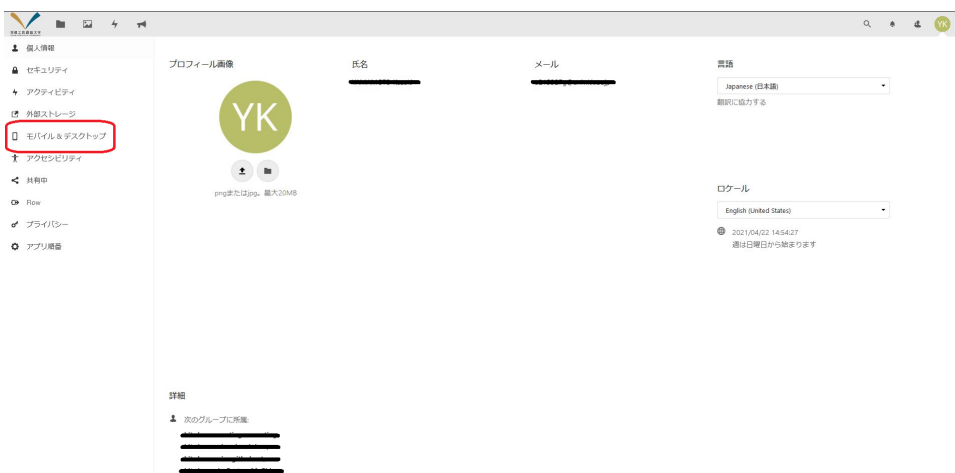 個人情報
セキュリティ
アクティビティ
外部ストレージ
モバイル & デスクトップ
アクセシビリティ
共有中
Flow
プライバシー
アプリ順番
プロフィール画像
YK
pngまたはjpg。最大20MB
氏名
メール
言語
Japanese (日本語)
翻訳に協力する
ロケール
English (United States)
2021/04/22 14:54:27
週は日曜日から始まります
詳細
次のグループに所属:
YK